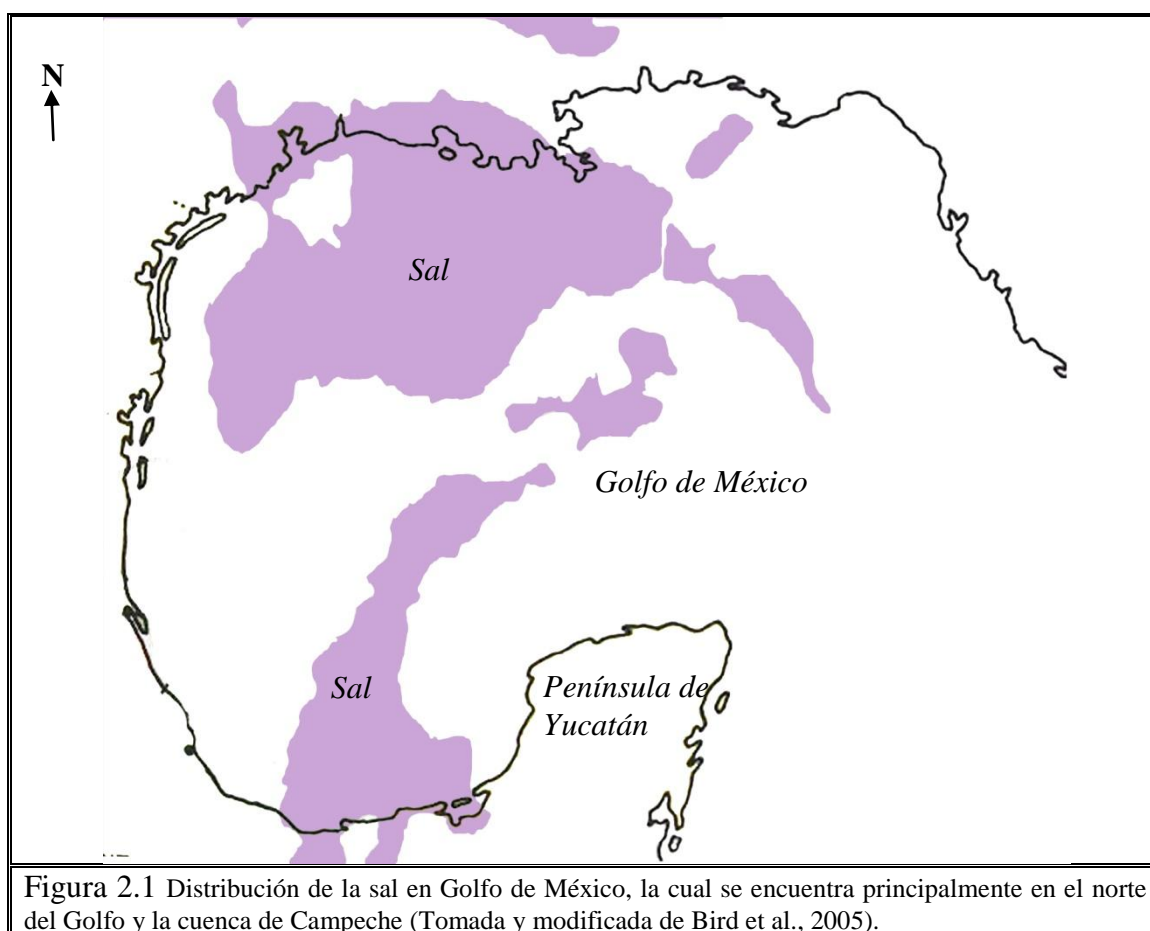 N
Sal
Golfo de México
Sal
Península de
Yucatán
Figura 2.1 Distribución de la sal en Golfo de México, la cual se encuentra principalmente en el norte
del Golfo y la cuenca de Campeche (Tomada y modificada de Bird et al., 2005).